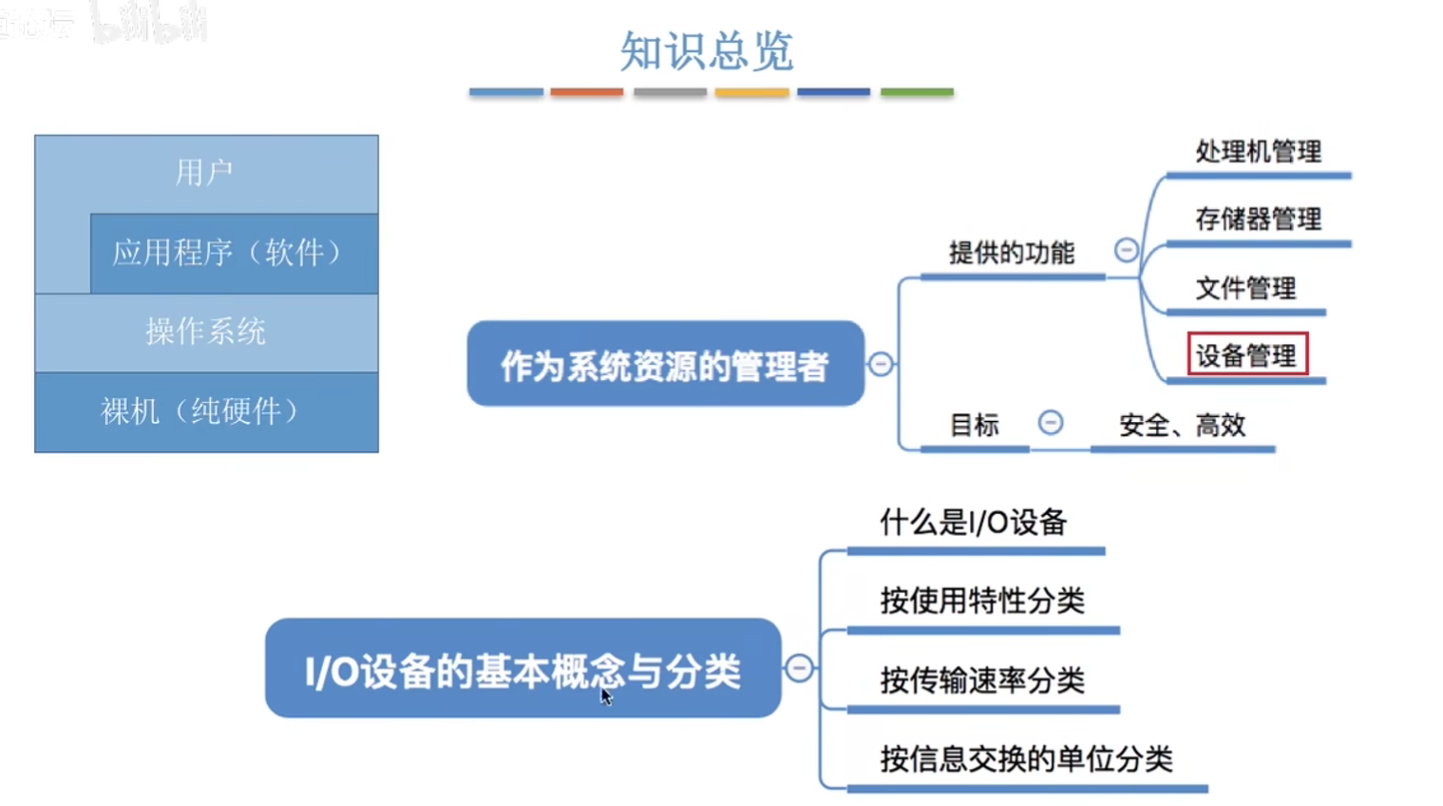 bilibili
知识总览
用户
应用程序（软件）
操作系统
裸机（纯硬件）
作为系统资源的管理者
提供的功能
处理机管理
存储器管理
文件管理
设备管理
目标
安全、高效
I/O设备的基本概念与分类
什么是I/O设备
按使用特性分类
按传输速率分类
按信息交换的单位分类